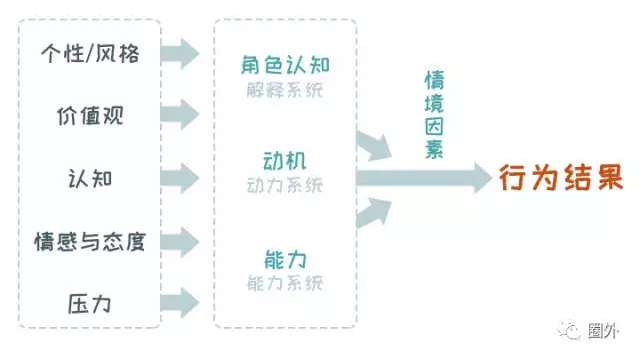 个性/风格
价值观
认知
情感与态度
压力
角色认知
解释系统
动机
动力系统
能力
能力系统
情境因素
行为结果
圈外